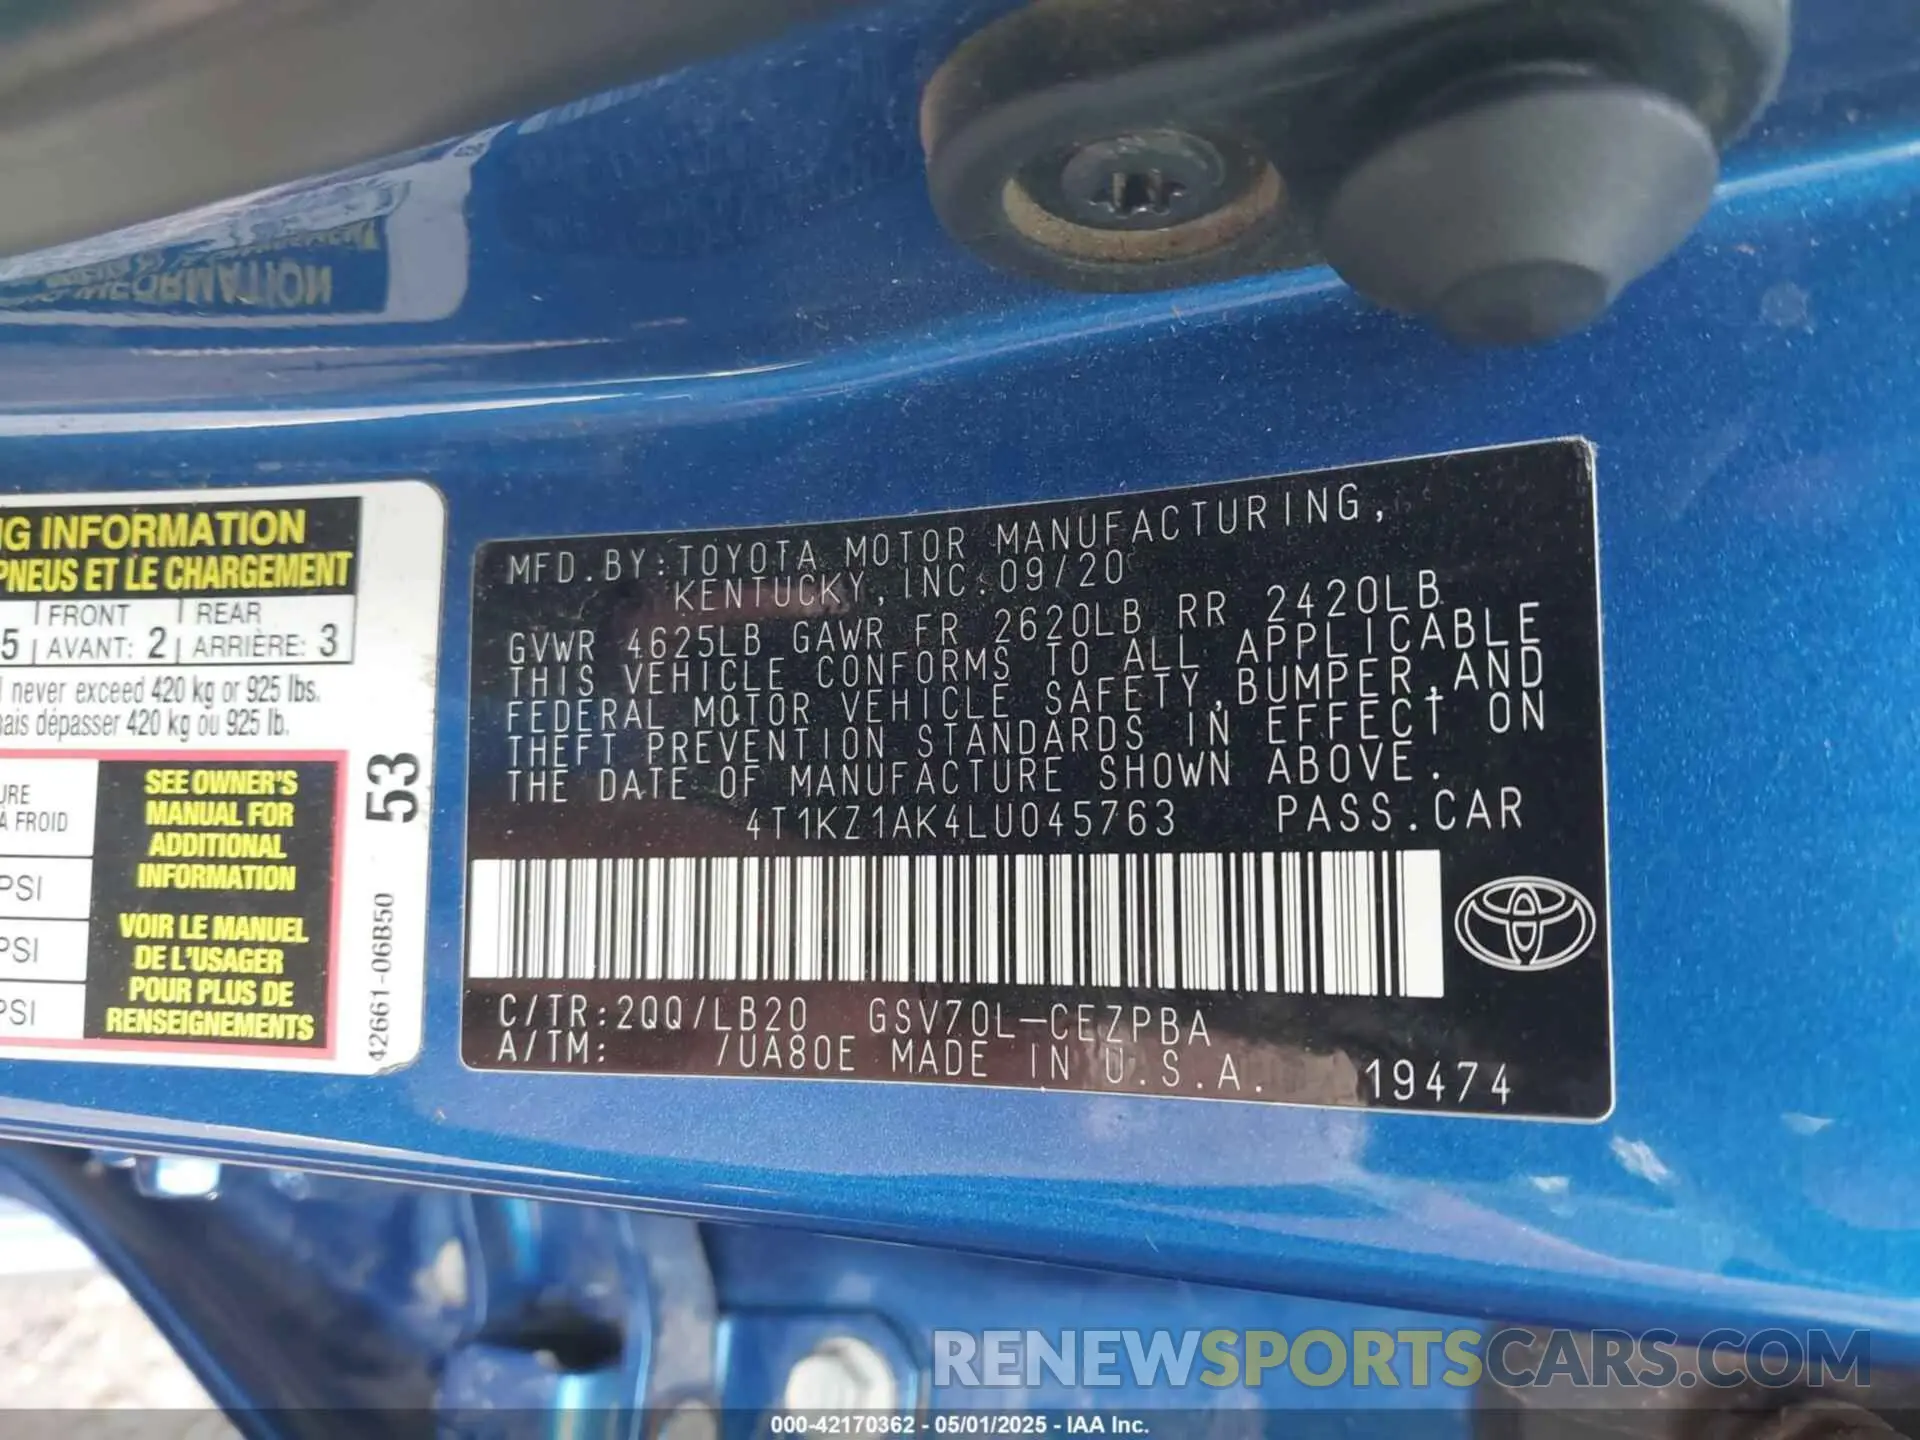 INFORMATION
NG INFORMATION
PNEUS ET LE CHARGEMENT
5 | FRONT AVANT: 2 | REAR ARRIÈRE: 3
never exceed 420 kg or 925 lbs.
dépasser 420 kg ou 925 lb.
A FROID
PSI
PSI
PSI
SEE OWNER'S
MANUAL FOR
ADDITIONAL
INFORMATION
VOIR LE MANUEL
DE L'USAGER
POUR PLUS DE
RENSEIGNEMENTS
53
42661-06B50
MFD.BY:TOYOTA MOTOR MANUFACTURING,
KENTUCKY,INC.09/20
GVWR 4625LB GAWR FR 2620LB RR 2420LB
THIS VEHICLE CONFORMS TO ALL APPLICABLE
FEDERAL MOTOR VEHICLE SAFETY,BUMPER,AND
THEFT PREVENTION STANDARDS IN EFFECT ON
THE DATE OF MANUFACTURE SHOWN ABOVE.
4T1KZ1AK4LU045763 PASS.CAR
C/TR:2QQ/LB20 GSV70L-CEZPBA
A/TM: /UA80E MADE IN U.S.A. 19474
RENEWSPORTSCARS.COM
000-42170362 - 05/01/2025 - IAA Inc.